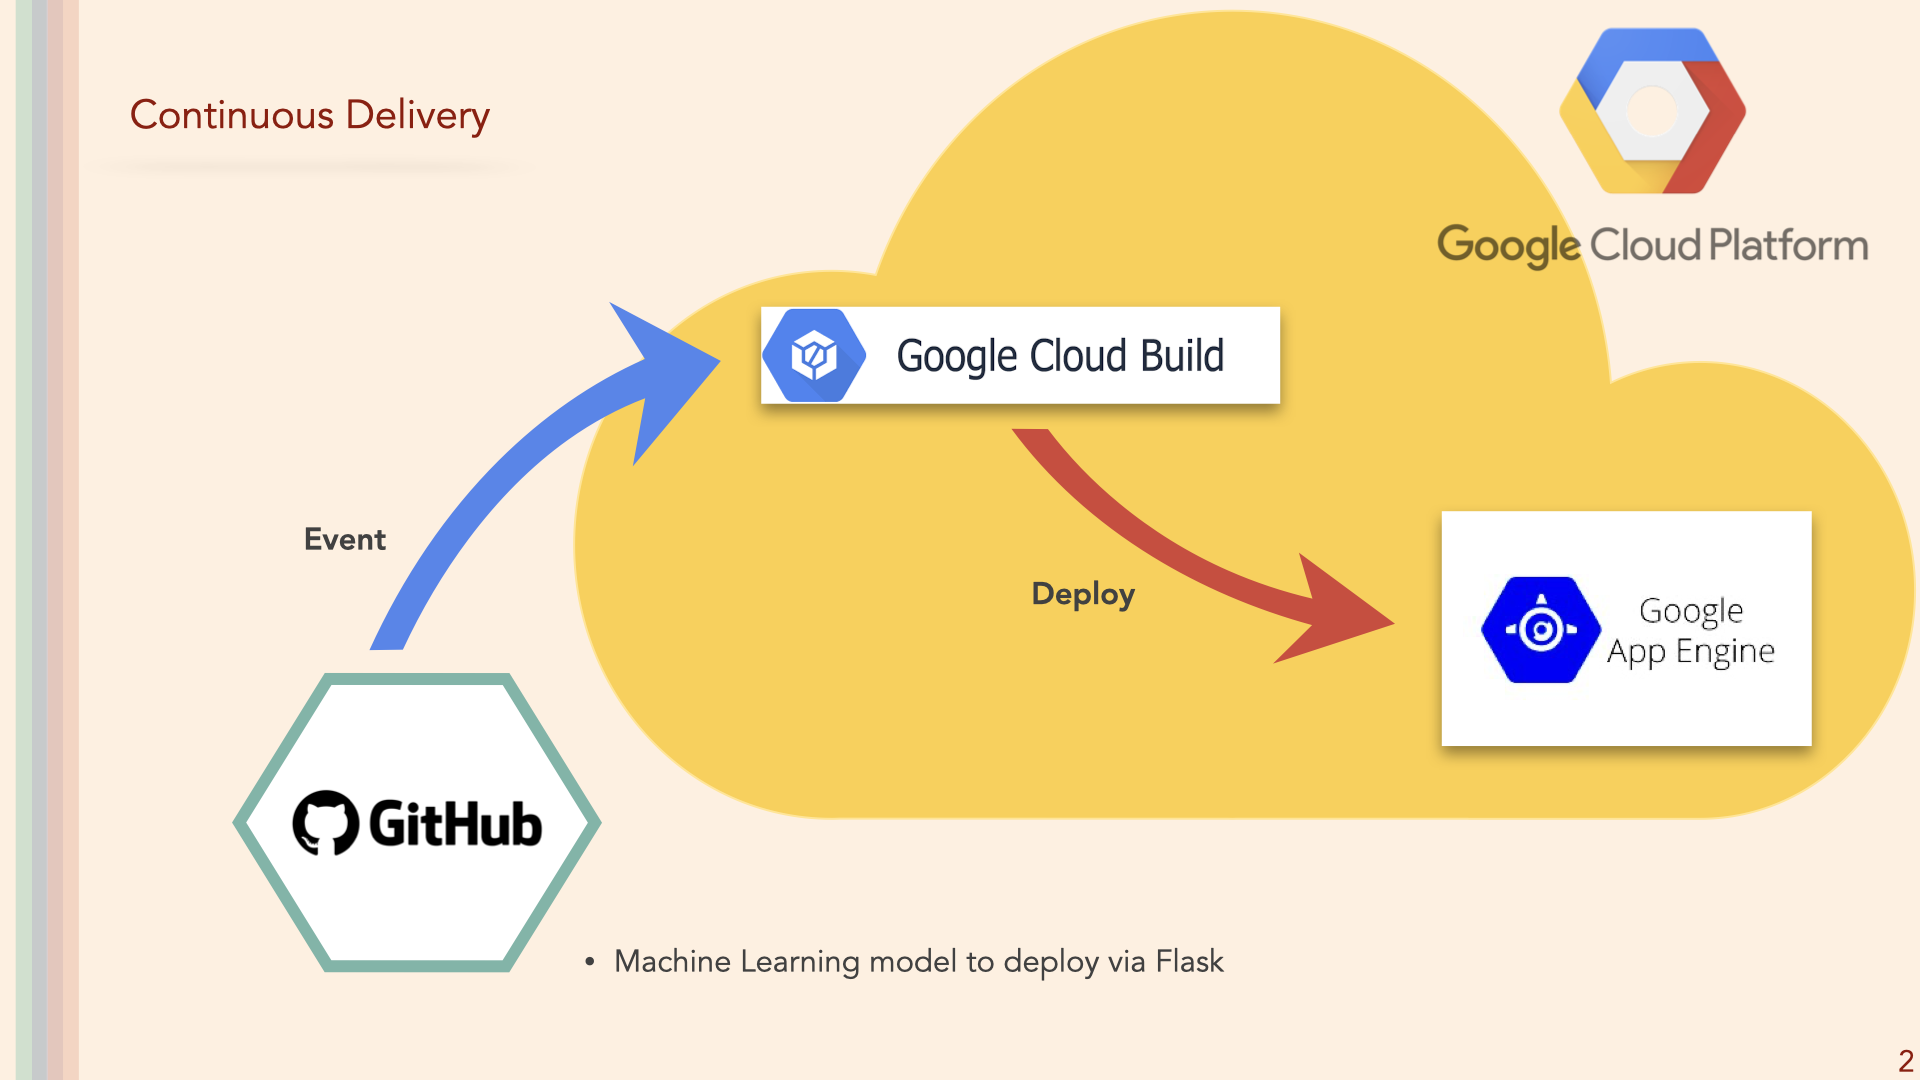 Continuous Delivery
Google Cloud Platform
Google Cloud Build
Event
Deploy
Google
App Engine
GitHub
• Machine Learning model to deploy via Flask
2